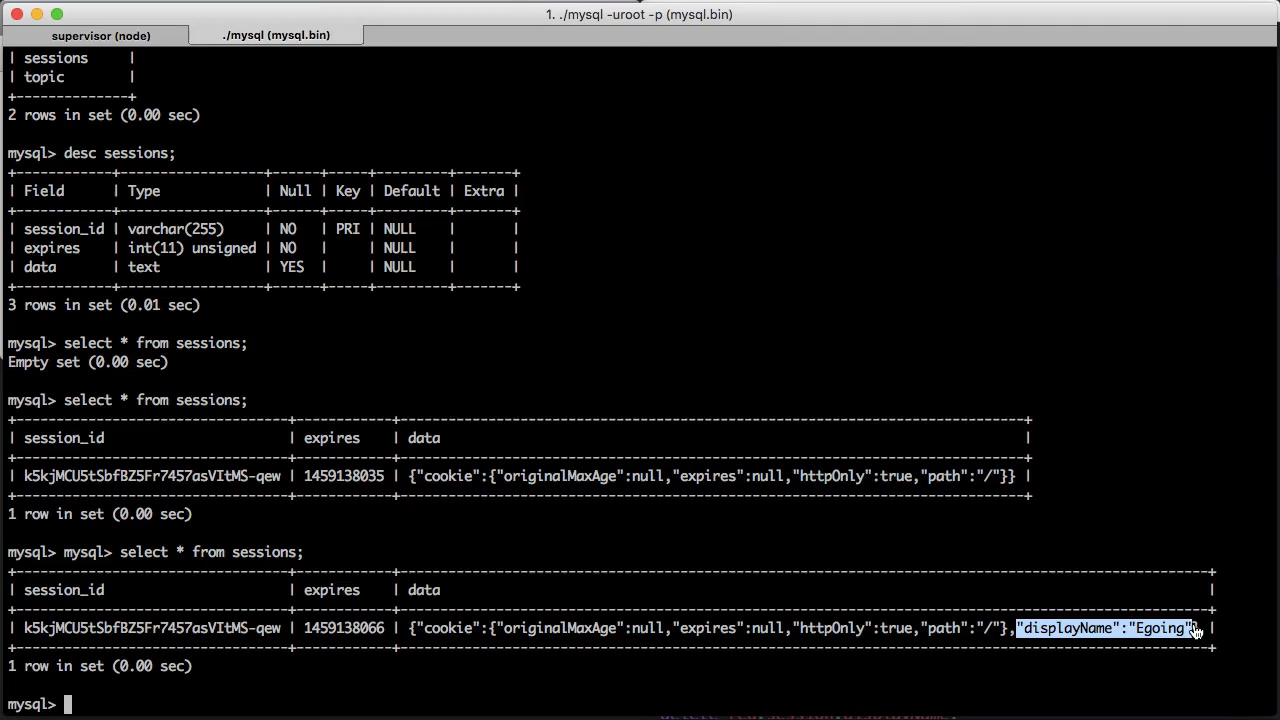 1. ./mysql -uroot -p (mysql.bin)
supervisor (node) ./mysql (mysql.bin)
| sessions     |
| topic        |
+--------------+
2 rows in set (0.00 sec)
mysql> desc sessions;
+------------+------------------+------+-----+---------+-------+
| Field      | Type             | Null | Key | Default | Extra |
+------------+------------------+------+-----+---------+-------+
| session_id | varchar(255)     | NO   | PRI | NULL    |       |
| expires    | int(11) unsigned | NO   |     | NULL    |       |
| data       | text             | YES  |     | NULL    |       |
+------------+------------------+------+-----+---------+-------+
3 rows in set (0.01 sec)
mysql> select * from sessions;
Empty set (0.00 sec)
mysql> select * from sessions;
+----------------------------------+------------+------------------------------------------------------------------------------+
| session_id                       | expires    | data                                                                         |
+----------------------------------+------------+------------------------------------------------------------------------------+
| k5kjMCU5tSbfBZ5Fr7457asVItMS-qew | 1459138035 | {"cookie":{"originalMaxAge":null,"expires":null,"httpOnly":true,"path":"/"}} |
+----------------------------------+------------+------------------------------------------------------------------------------+
1 row in set (0.00 sec)
mysql> mysql> select * from sessions;
+----------------------------------+------------+-----------------------------------------------------------------------------------------------------+
| session_id                       | expires    | data                                                                                                |
+----------------------------------+------------+-----------------------------------------------------------------------------------------------------+
| k5kjMCU5tSbfBZ5Fr7457asVItMS-qew | 1459138066 | {"cookie":{"originalMaxAge":null,"expires":null,"httpOnly":true,"path":"/"},"displayName":"Egoing"} |
+----------------------------------+------------+-----------------------------------------------------------------------------------------------------+
1 row in set (0.00 sec)
mysql>